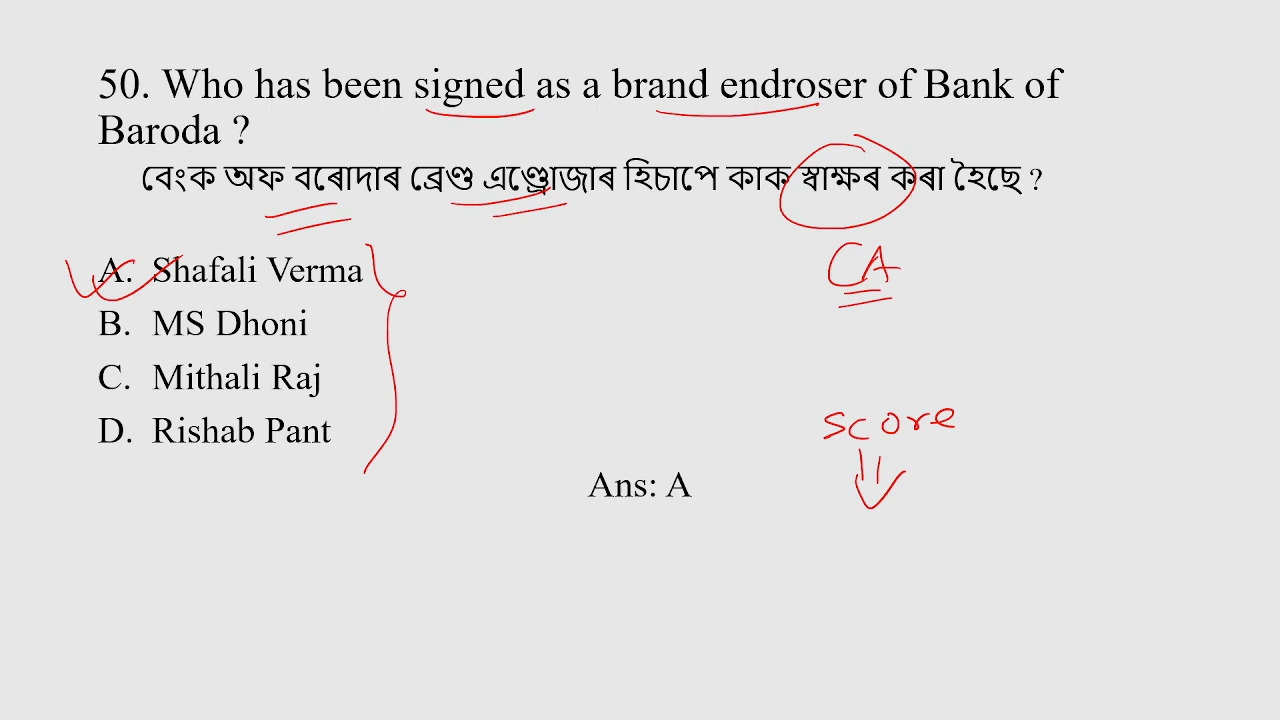 50. Who has been signed as a brand endroser of Bank of
Baroda ?
বেংক অফ বৰোদাৰ ব্ৰেণ্ড এণ্ড্ৰোজাৰ হিচাপে কাক স্বাক্ষৰ কৰা হৈছে ?
A. Shafali Verma
CA
B. MS Dhoni
C. Mithali Raj
D. Rishab Pant
score
Ans: A